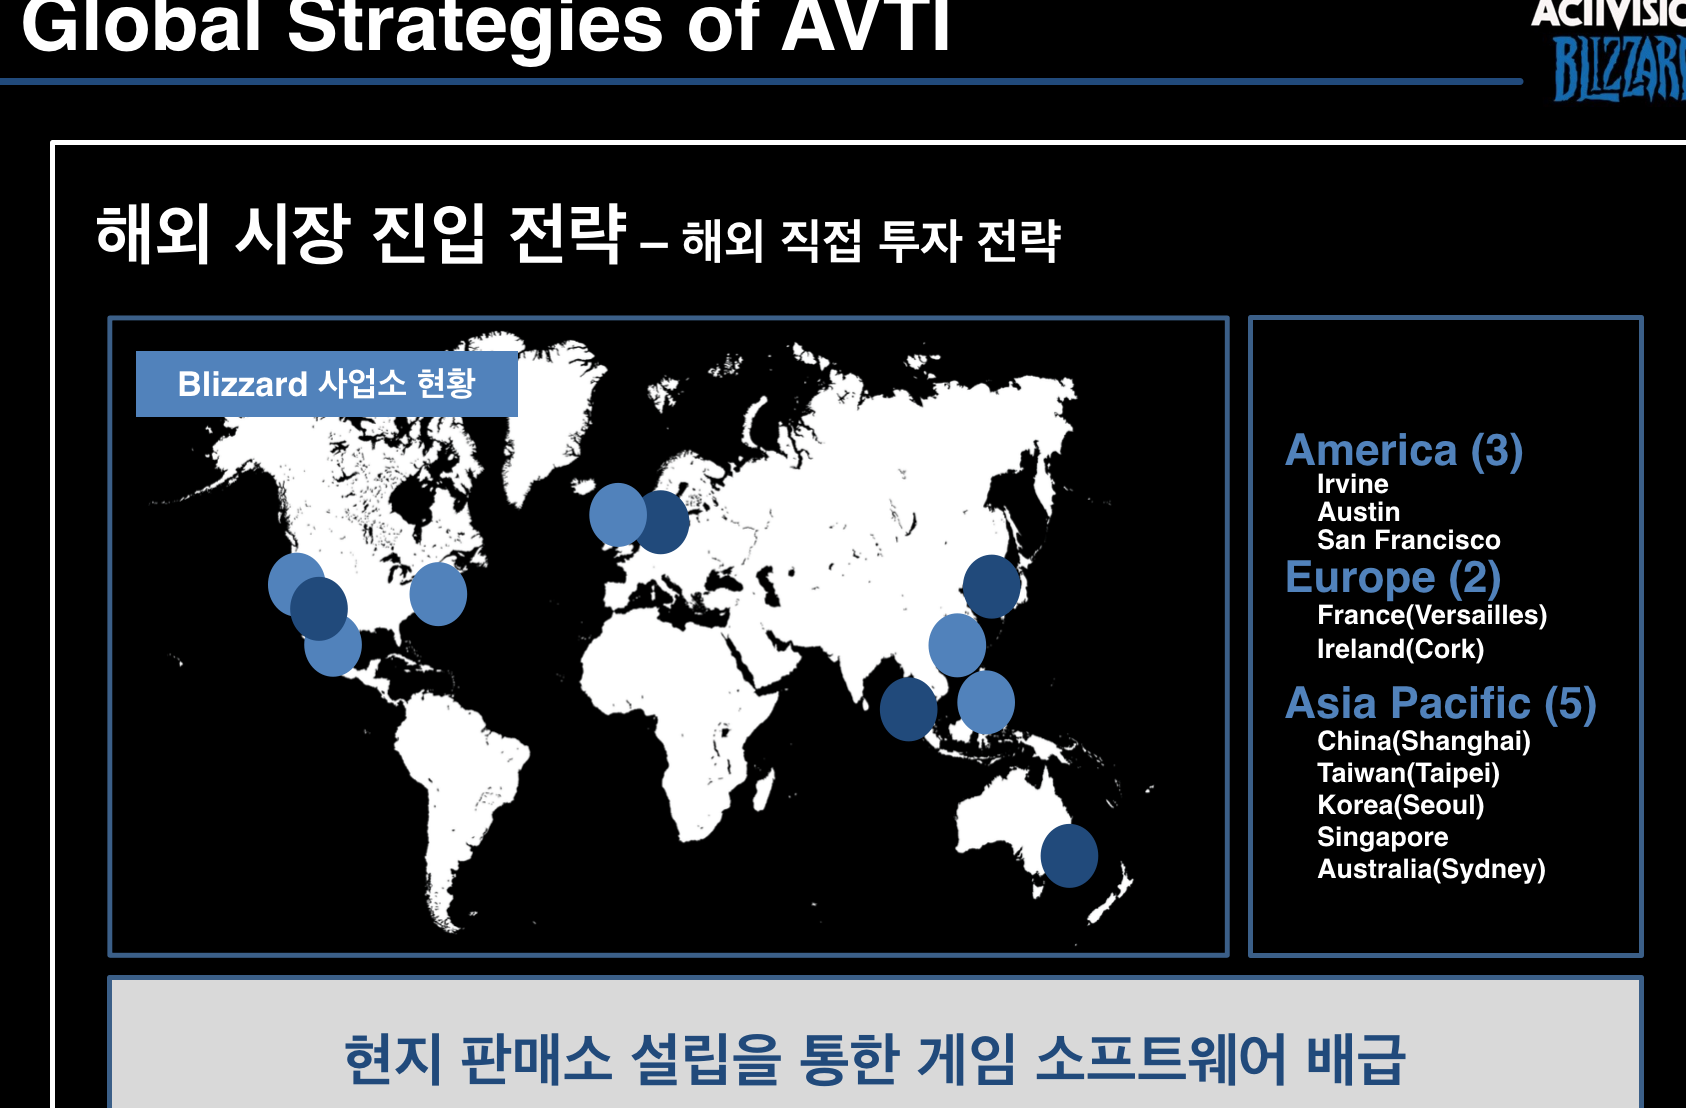 Global Strategies of AVTI
ACTIVISIO
BLIZZARD
해외 시장 진입 전략 – 해외 직접 투자 전략
Blizzard 사업소 현황
America (3)
Irvine
Austin
San Francisco
Europe (2)
France(Versailles)
Ireland(Cork)
Asia Pacific (5)
China(Shanghai)
Taiwan(Taipei)
Korea(Seoul)
Singapore
Australia(Sydney)
현지 판매소 설립을 통한 게임 소프트웨어 배급